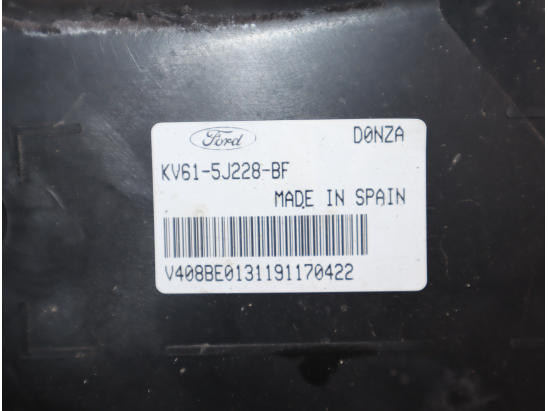 Ford D0NZA
KV61-5J228-BF
MADE IN SPAIN
V408BE0131191170422